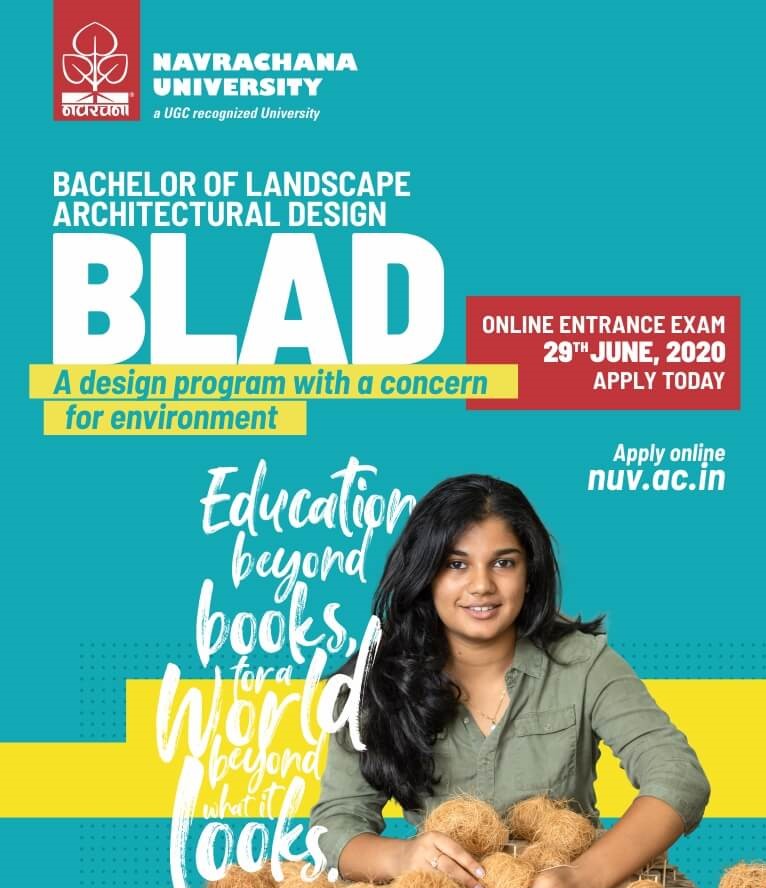 नवरचना
NAVRACHANA
UNIVERSITY
a UGC recognized University
BACHELOR OF LANDSCAPE
ARCHITECTURAL DESIGN
BLAD
A design program with a concern
for environment
ONLINE ENTRANCE EXAM
29TH JUNE, 2020
APPLY TODAY
Apply online
nuv.ac.in
Education
beyond
books,
for a
World
beyond
what it
looks.